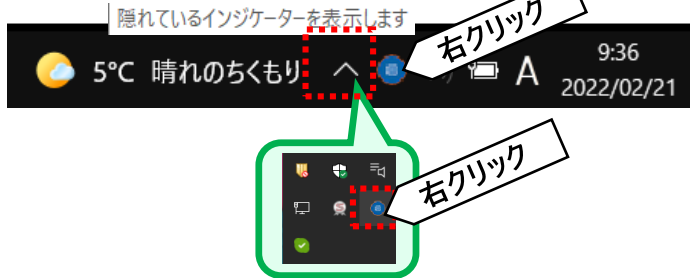 隠れているインジケーターを表示します
右クリック
5°C 晴れのちくもり
A
9:36
2022/02/21
右クリック